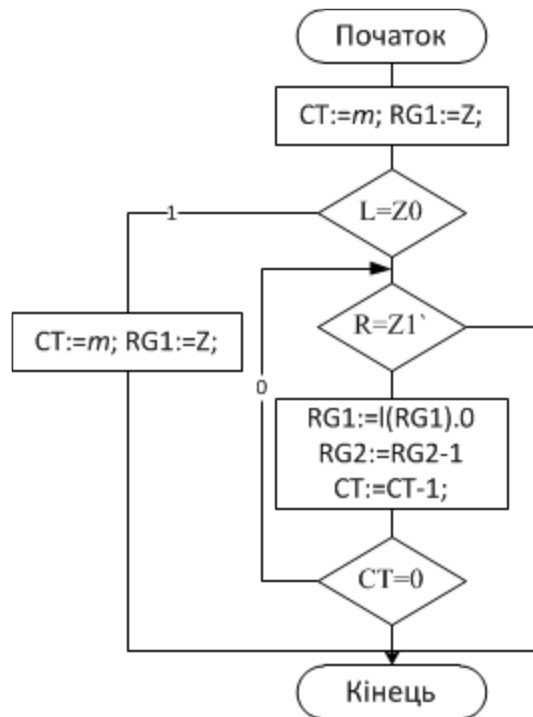 Початок
CT:=m; RG1:=Z;
L=Z0
1
R=Z1`
CT:=m; RG1:=Z;
0
RG1:=l(RG1).0
RG2:=RG2-1
CT:=CT-1;
CT=0
Кінець